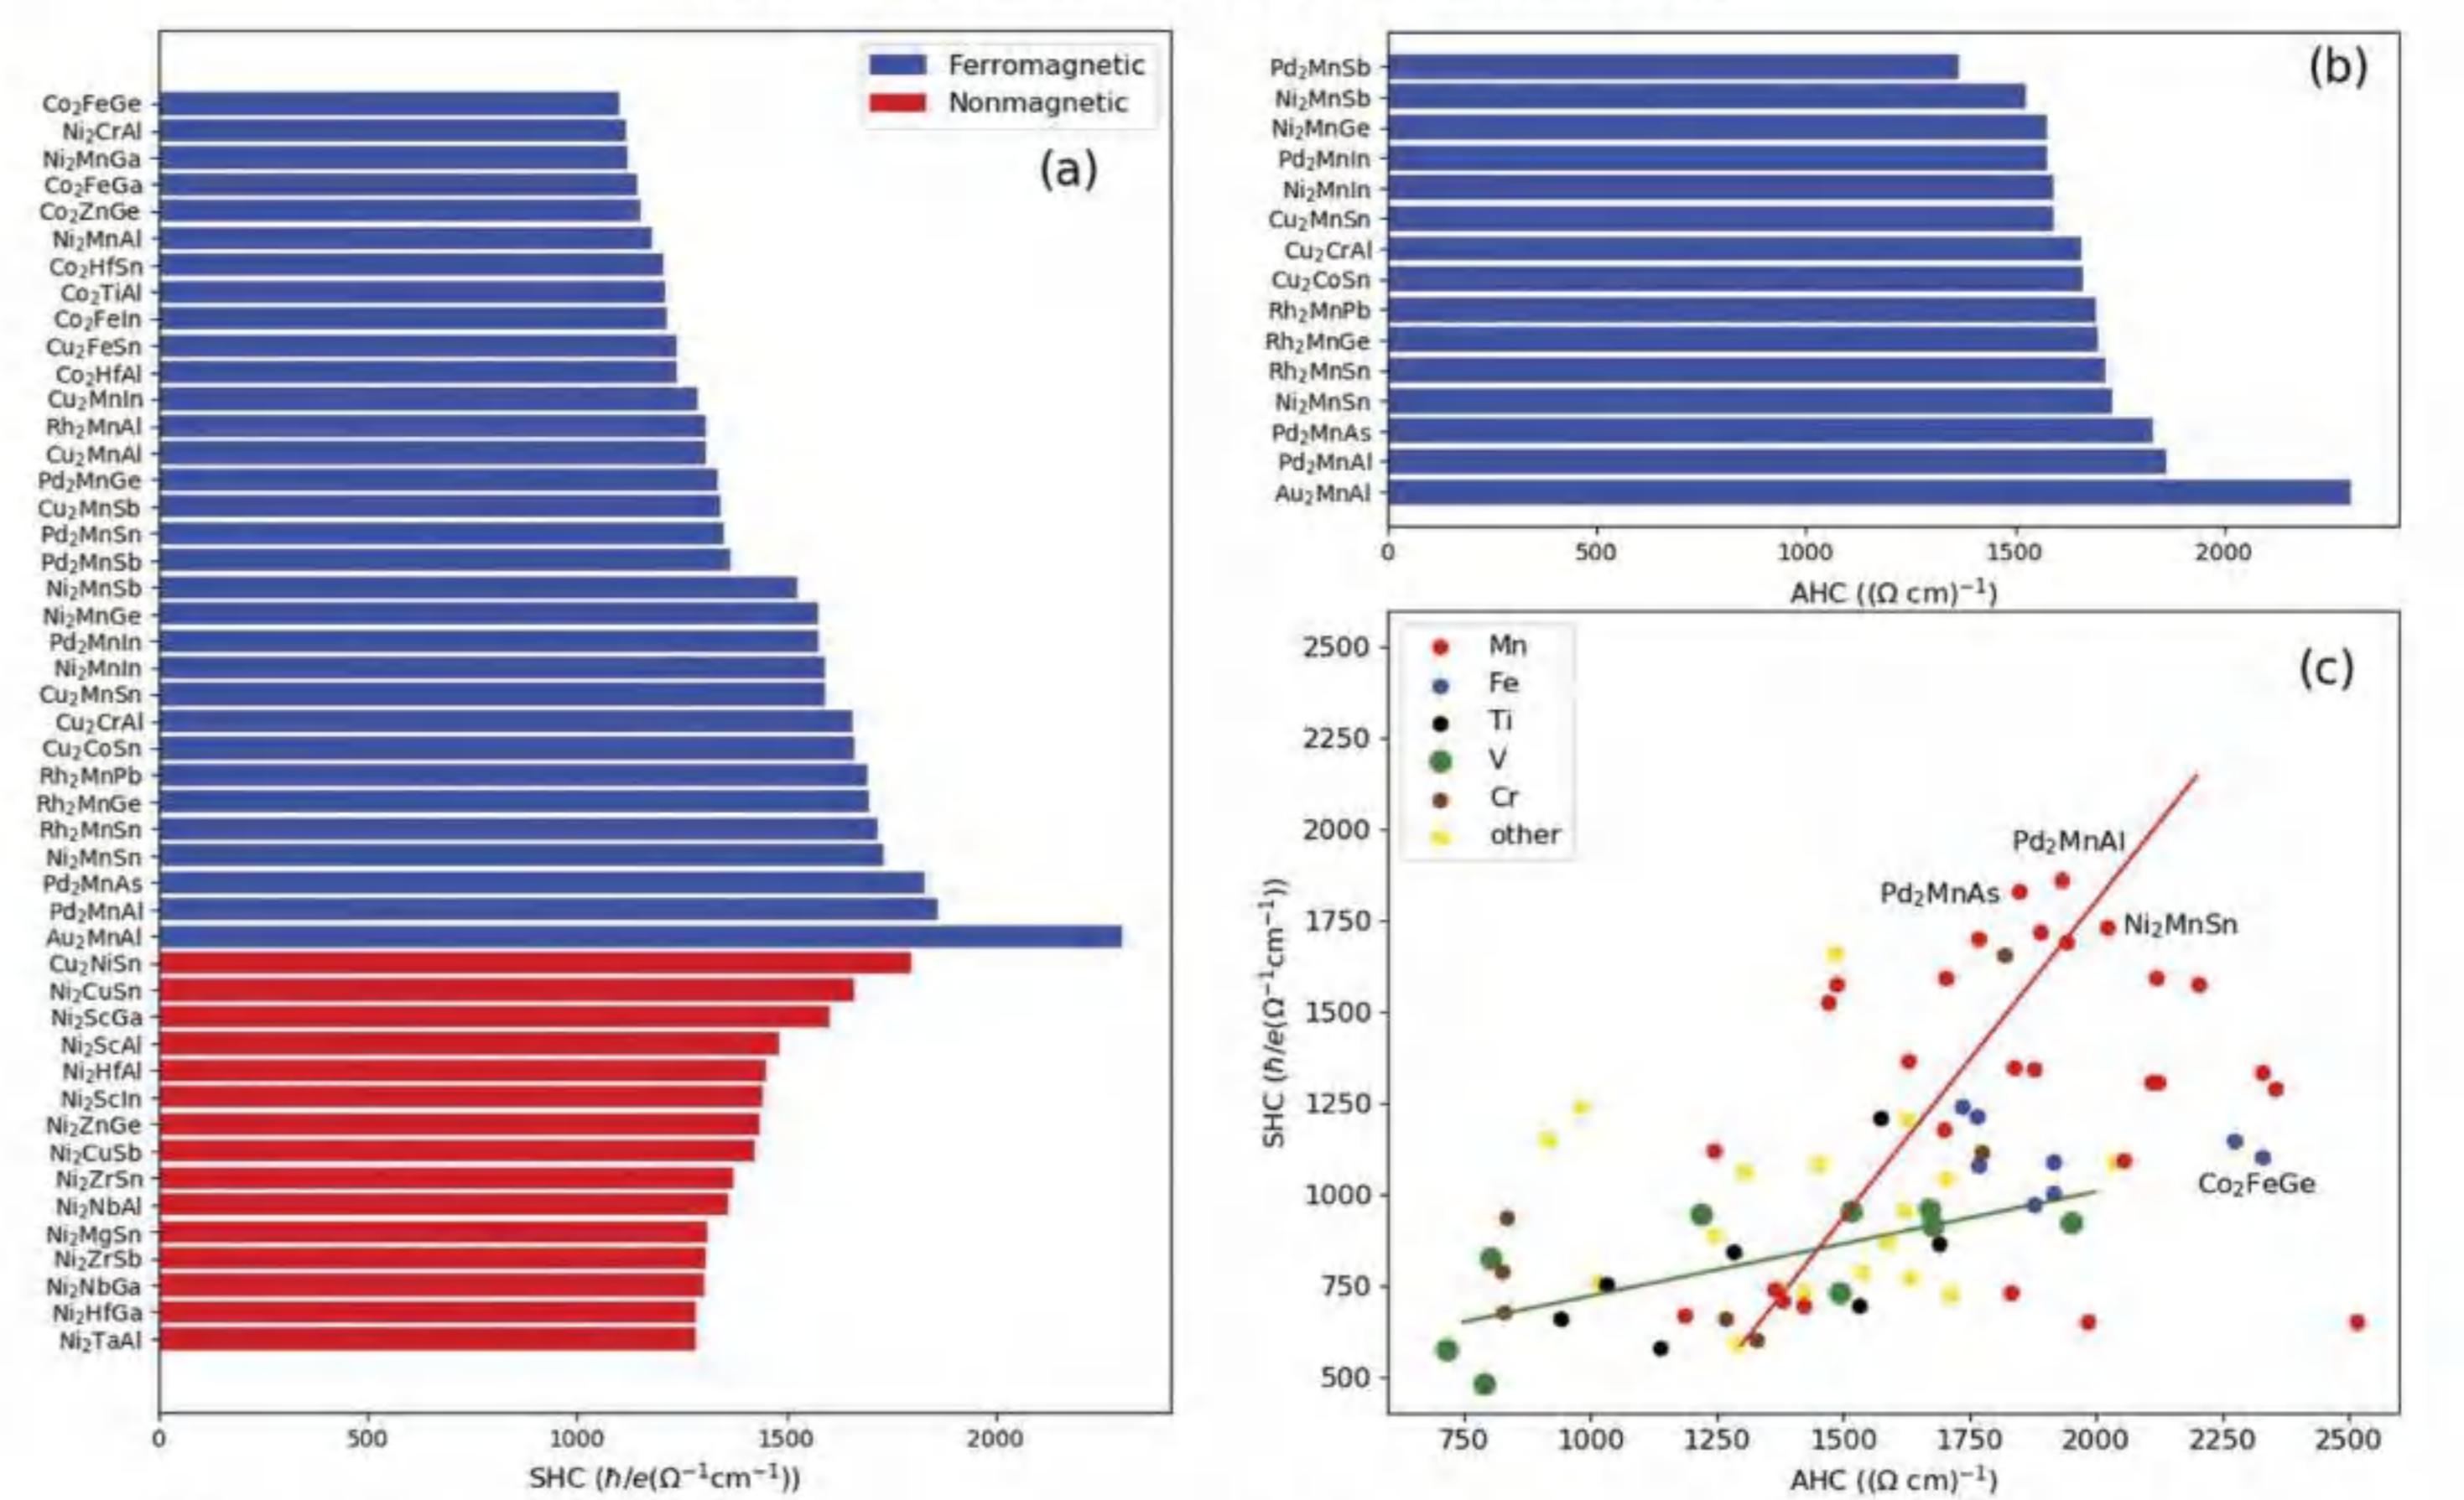 Ferromagnetic
Nonmagnetic
(a)
Co₂FeGe
Ni₂CrAl
Ni₂MnGa
Co₂FeGa
Co₂ZnGe
Ni₂MnAl
Co₂HfSn
Co₂TiAl
Co₂FeIn
Cu₂FeSn
Co₂HfAl
Cu₂MnIn
Rh₂MnAl
Cu₂MnAl
Pd₂MnGe
Cu₂MnSb
Pd₂MnSn
Pd₂MnSb
Ni₂MnSb
Ni₂MnGe
Pd₂MnIn
Ni₂MnIn
Cu₂MnSn
Cu₂CrAl
Cu₂CoSn
Rh₂MnPb
Rh₂MnGe
Rh₂MnSn
Ni₂MnSn
Pd₂MnAs
Pd₂MnAl
Au₂MnAl
Cu₂NiSn
Ni₂CuSn
Ni₂ScGa
Ni₂ScAl
Ni₂HfAl
Ni₂ScIn
Ni₂ZnGe
Ni₂CuSb
Ni₂ZrSn
Ni₂NbAl
Ni₂MgSn
Ni₂ZrSb
Ni₂NbGa
Ni₂HfGa
Ni₂TaAl
0 500 1000 1500 2000
SHC (ℏ/e(Ω⁻¹cm⁻¹))
(b)
Pd₂MnSb
Ni₂MnSb
Ni₂MnGe
Pd₂MnIn
Ni₂MnIn
Cu₂MnSn
Cu₂CrAl
Cu₂CoSn
Rh₂MnPb
Rh₂MnGe
Rh₂MnSn
Ni₂MnSn
Pd₂MnAs
Pd₂MnAl
Au₂MnAl
0 500 1000 1500 2000
AHC ((Ω cm)⁻¹)
(c)
Mn
Fe
Ti
V
Cr
other
2500
2250
2000
1750
1500
1250
1000
750
500
SHC (ℏ/e(Ω⁻¹cm⁻¹))
Pd₂MnAl
Pd₂MnAs
Ni₂MnSn
Co₂FeGe
750 1000 1250 1500 1750 2000 2250 2500
AHC ((Ω cm)⁻¹)